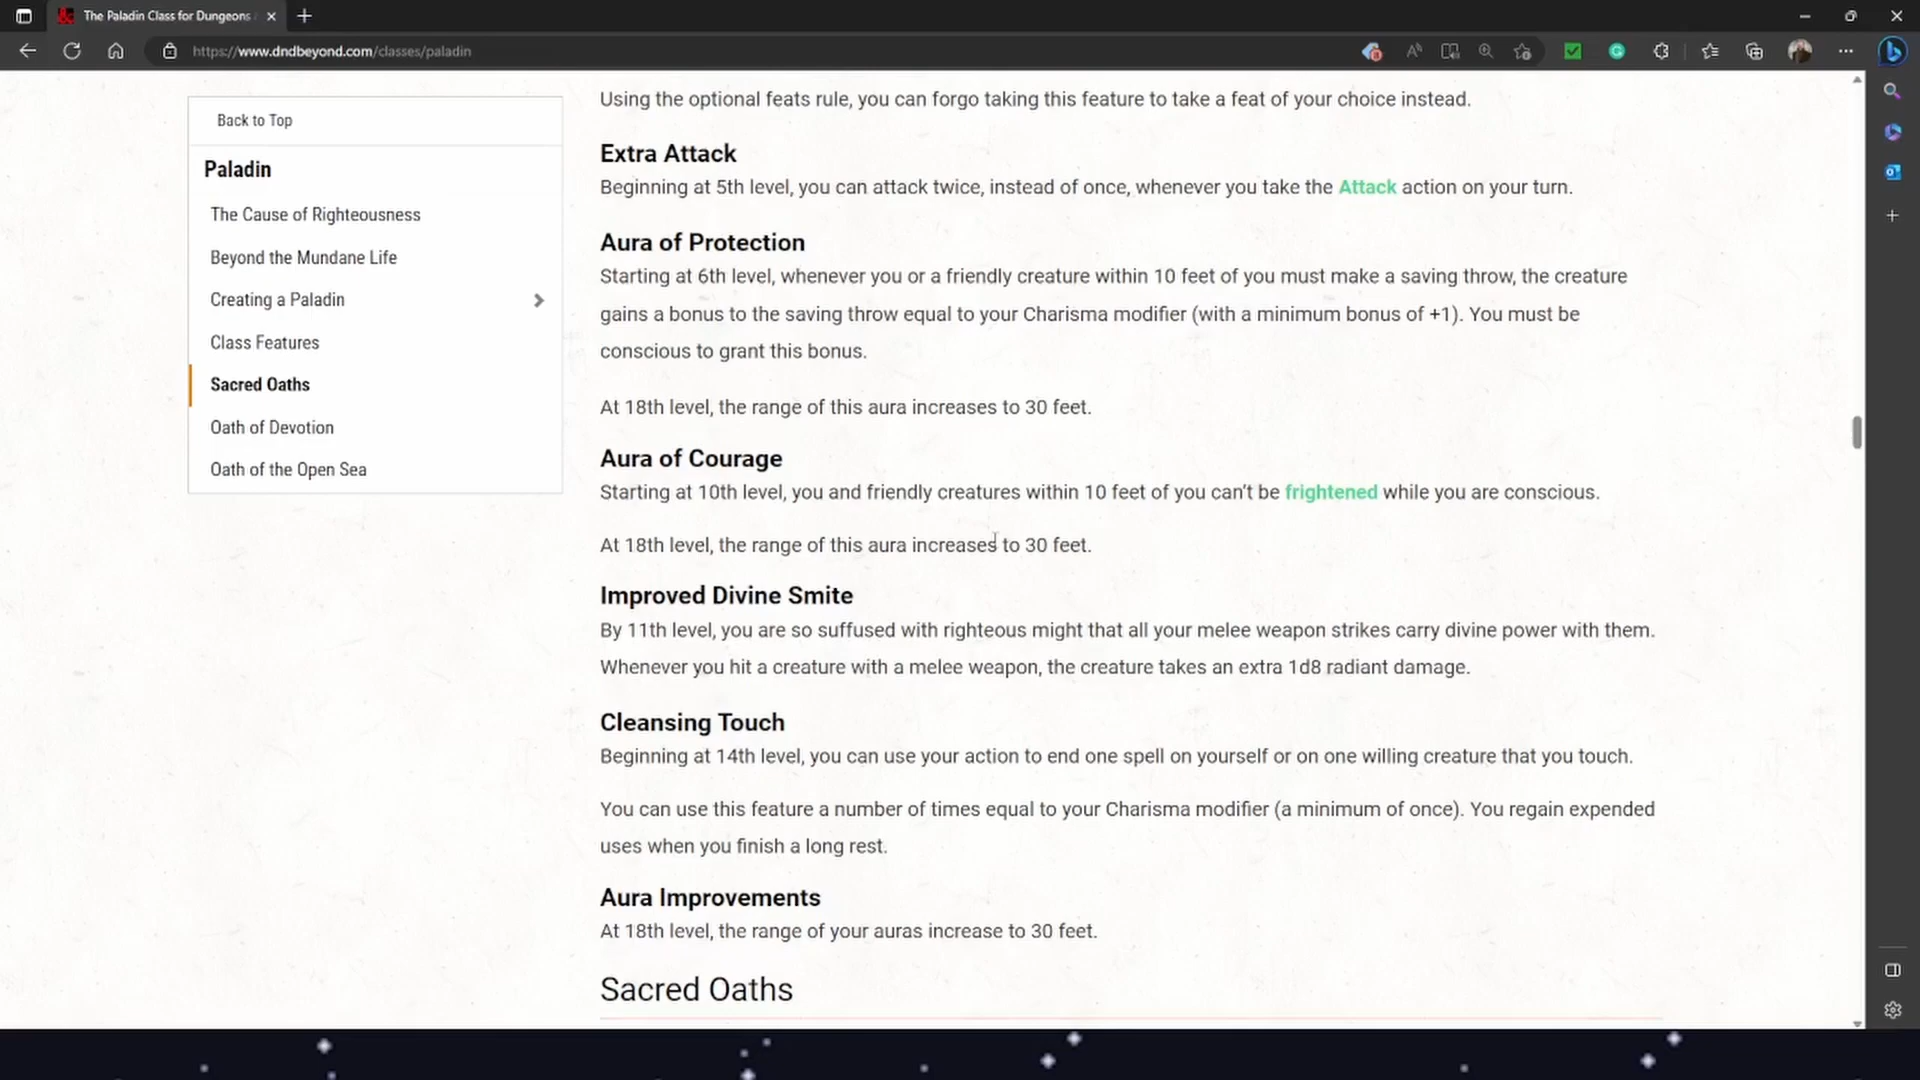 The Paladin Class for Dungeons
https://www.dndbeyond.com/classes/paladin
Back to Top
Paladin
The Cause of Righteousness
Beyond the Mundane Life
Creating a Paladin
Class Features
Sacred Oaths
Oath of Devotion
Oath of the Open Sea
Using the optional feats rule, you can forgo taking this feature to take a feat of your choice instead.
Extra Attack
Beginning at 5th level, you can attack twice, instead of once, whenever you take the Attack action on your turn.
Aura of Protection
Starting at 6th level, whenever you or a friendly creature within 10 feet of you must make a saving throw, the creature
gains a bonus to the saving throw equal to your Charisma modifier (with a minimum bonus of +1). You must be
conscious to grant this bonus.
At 18th level, the range of this aura increases to 30 feet.
Aura of Courage
Starting at 10th level, you and friendly creatures within 10 feet of you can’t be frightened while you are conscious.
At 18th level, the range of this aura increases to 30 feet.
Improved Divine Smite
By 11th level, you are so suffused with righteous might that all your melee weapon strikes carry divine power with them.
Whenever you hit a creature with a melee weapon, the creature takes an extra 1d8 radiant damage.
Cleansing Touch
Beginning at 14th level, you can use your action to end one spell on yourself or on one willing creature that you touch.
You can use this feature a number of times equal to your Charisma modifier (a minimum of once). You regain expended
uses when you finish a long rest.
Aura Improvements
At 18th level, the range of your auras increase to 30 feet.
Sacred Oaths